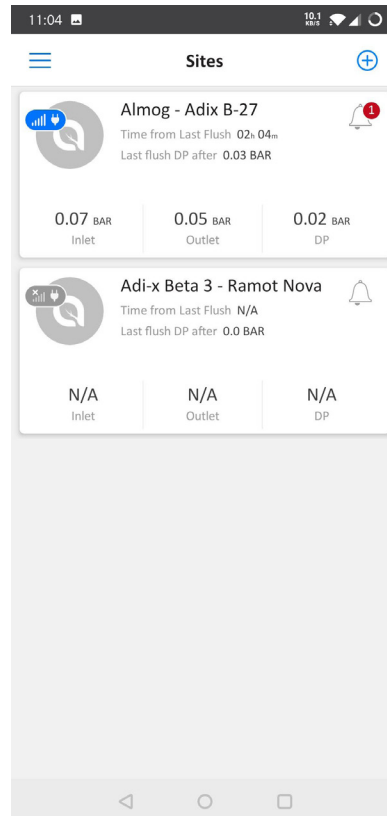 11:04
10.1
KB/S
Sites
Almog - Adix B-27
1
Time from Last Flush 02h 04m
Last flush DP after 0.03 BAR
0.07 BAR 0.05 BAR 0.02 BAR
Inlet Outlet DP
Adi-x Beta 3 - Ramot Nova
Time from Last Flush N/A
Last flush DP after 0.0 BAR
N/A N/A N/A
Inlet Outlet DP